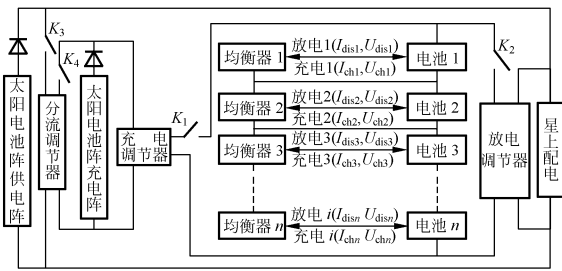 K3
K4
太阳电池阵供电阵
分流调节器
太阳电池阵充电阵
充电
调节器
K1
均衡器 1
放电1(Idis1,Udis1)
充电1(Ich1,Uch1)
电池 1
均衡器 2
放电2(Idis2,Udis2)
充电2(Ich2,Uch2)
电池 2
均衡器 3
放电3(Idis3,Udis3)
充电3(Ich3,Uch3)
电池 3
均衡器 n
放电 i(Idisn Udisn)
充电 i(Ichn Uchn)
电池 n
K2
放电
调节器
星上配电